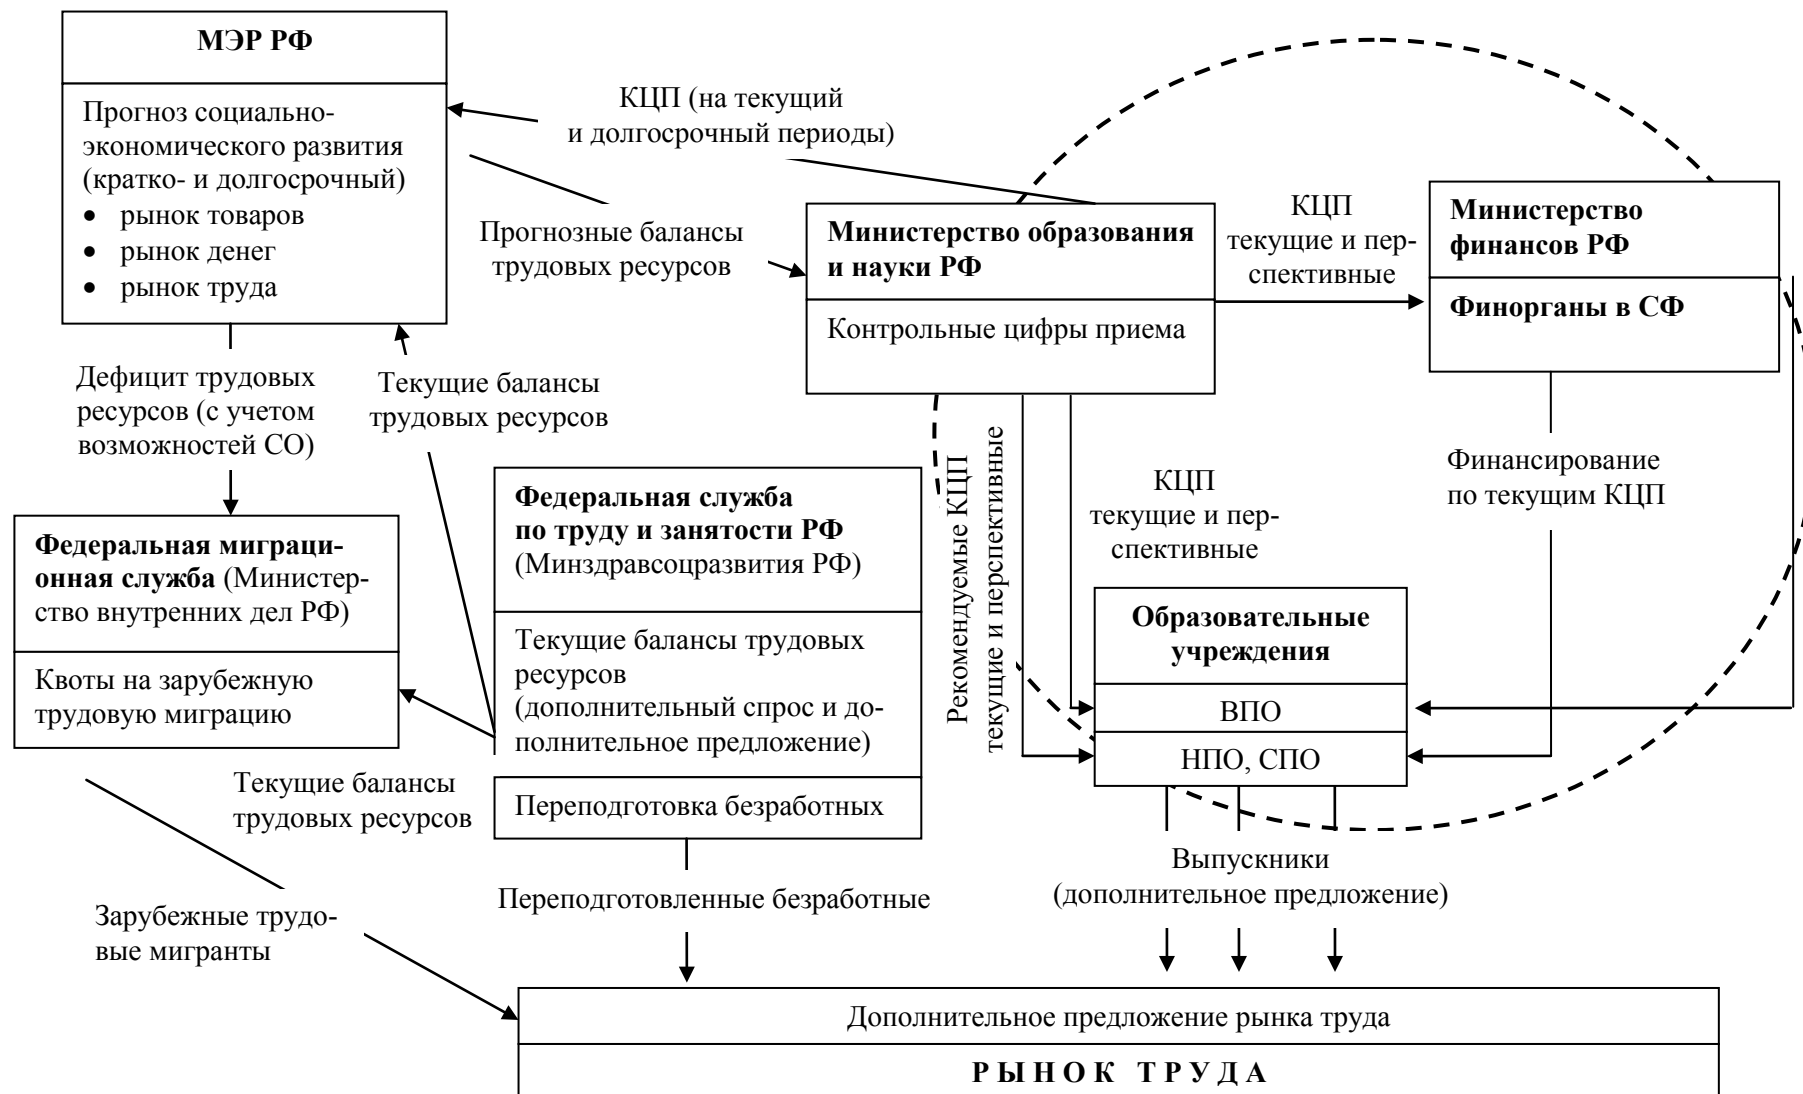 МЭР РФ
Прогноз социально-
экономического развития
(кратко- и долгосрочный)
• рынок товаров
• рынок денег
• рынок труда
КЦП (на текущий
и долгосрочный периоды)
Прогнозные балансы
трудовых ресурсов
Министерство образования
и науки РФ
Контрольные цифры приема
КЦП
текущие и пер-
спективные
Министерство
финансов РФ
Финорганы в СФ
Дефицит трудовых
ресурсов (с учетом
возможностей СО)
Текущие балансы
трудовых ресурсов
Федеральная миграци-
онная служба (Министер-
ство внутренних дел РФ)
Квоты на зарубежную
трудовую миграцию
Федеральная служба
по труду и занятости РФ
(Минздравсоцразвития РФ)
Текущие балансы трудовых
ресурсов
(дополнительный спрос и до-
полнительное предложение)
Переподготовка безработных
Рекомендуемые КЦП
текущие и перспективные
КЦП
текущие и пер-
спективные
Финансирование
по текущим КЦП
Образовательные
учреждения
ВПО
НПО, СПО
Текущие балансы
трудовых ресурсов
Зарубежные трудо-
вые мигранты
Переподготовленные безработные
Выпускники
(дополнительное предложение)
Дополнительное предложение рынка труда
Р Ы Н О К Т Р У Д А